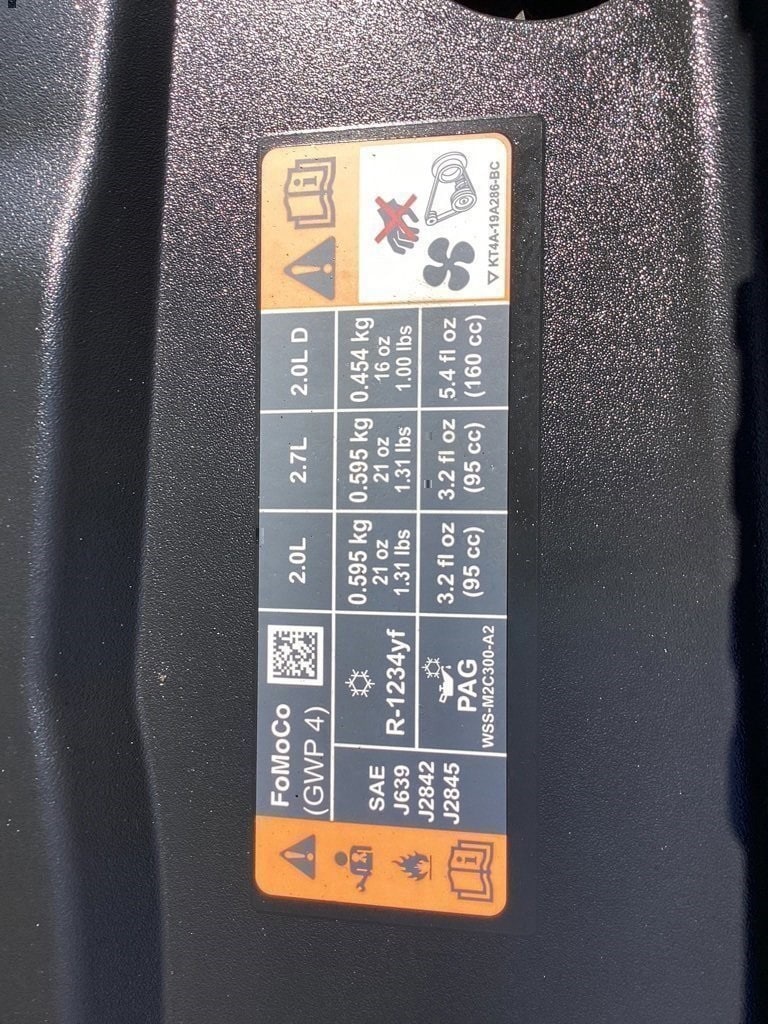 FoMoCo
(GWP 4)
2.0L
2.7L
2.0L D
SAE
J639
J2842
J2845
R-1234yf
0.595 kg
21 oz
1.31 lbs
0.595 kg
21 oz
1.31 lbs
0.454 kg
16 oz
1.00 lbs
PAG
WSS-M2C300-A2
3.2 fl oz
(95 cc)
3.2 fl oz
(95 cc)
5.4 fl oz
(160 cc)
KT4A-19A286-BC